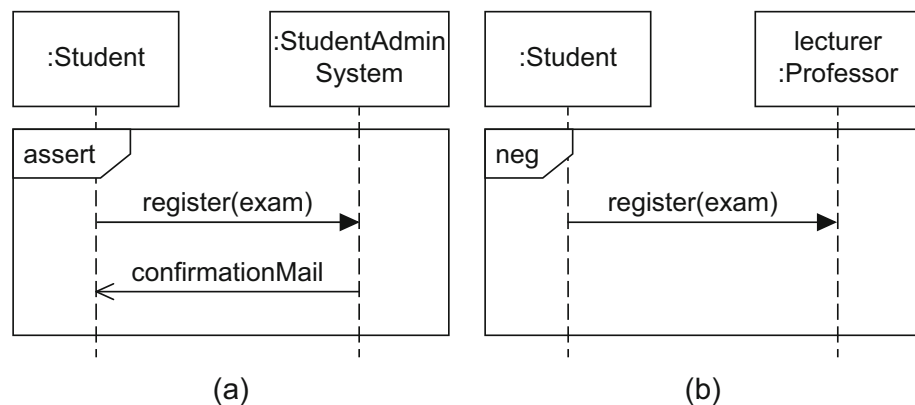 :Student
:StudentAdmin
System
assert
register(exam)
confirmationMail
(a)
:Student
lecturer
:Professor
neg
register(exam)
(b)